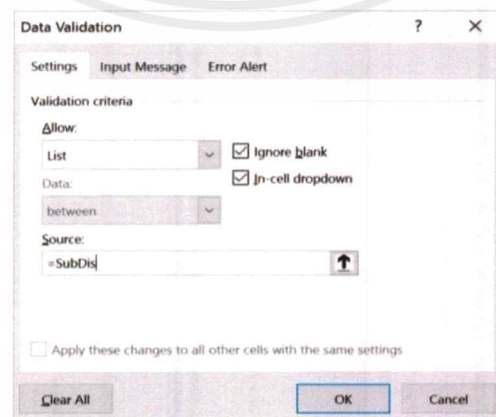 Data Validation ? ×
Settings Input Message Error Alert
Validation criteria
Allow:
List
Ignore blank
Data:
In-cell dropdown
between
Source:
=SubDis
Apply these changes to all other cells with the same settings
Clear All OK Cancel